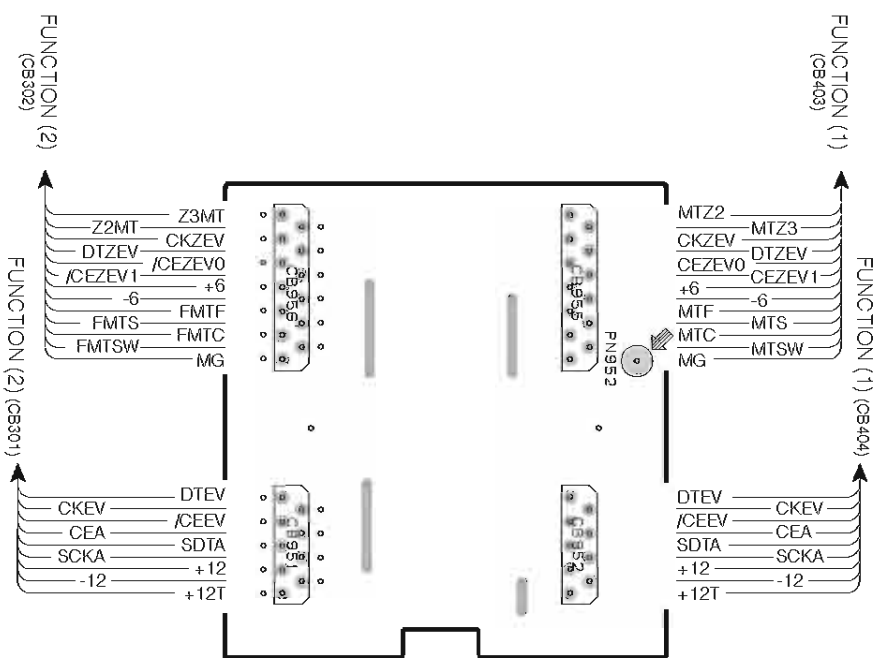 FUNCTION (2)
(CB302)
FUNCTION (1)
(CB403)
Z3MT
Z2MT
CKZEV
DTZEV
/CEZEV0
/CEZEV1
+6
-6
FMTF
FMTS
FMTC
FMTSW
MG
CB956
CB955
PN952
MTZ2
MTZ3
CKZEV
DTZEV
CEZEV0
CEZEV1
+6
-6
MTF
MTS
MTC
MTSW
MG
FUNCTION (2) (CB301)
FUNCTION (1) (CB404)
DTEV
CKEV
/CEEV
CEA
SDTA
SCKA
+12
-12
+12T
CB951
CB952
DTEV
CKEV
/CEEV
CEA
SDTA
SCKA
+12
-12
+12T